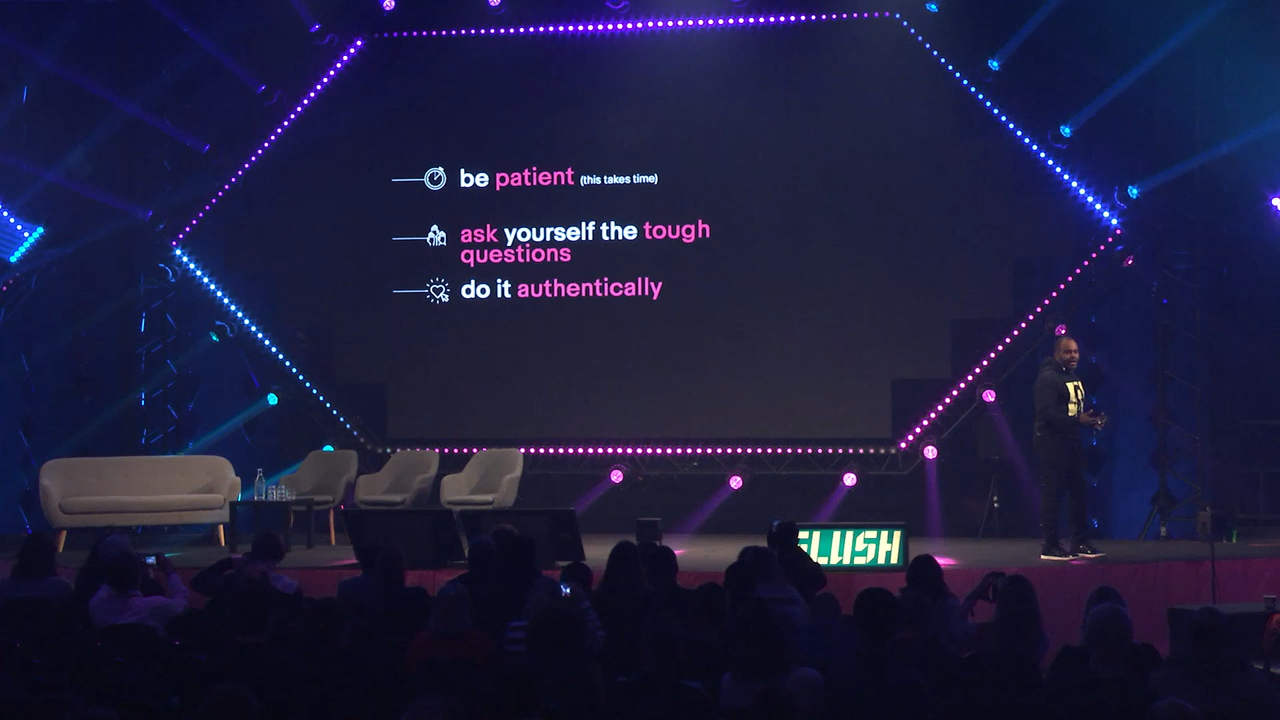 be patient (this takes time)
ask yourself the tough
questions
do it authentically
SLUSH